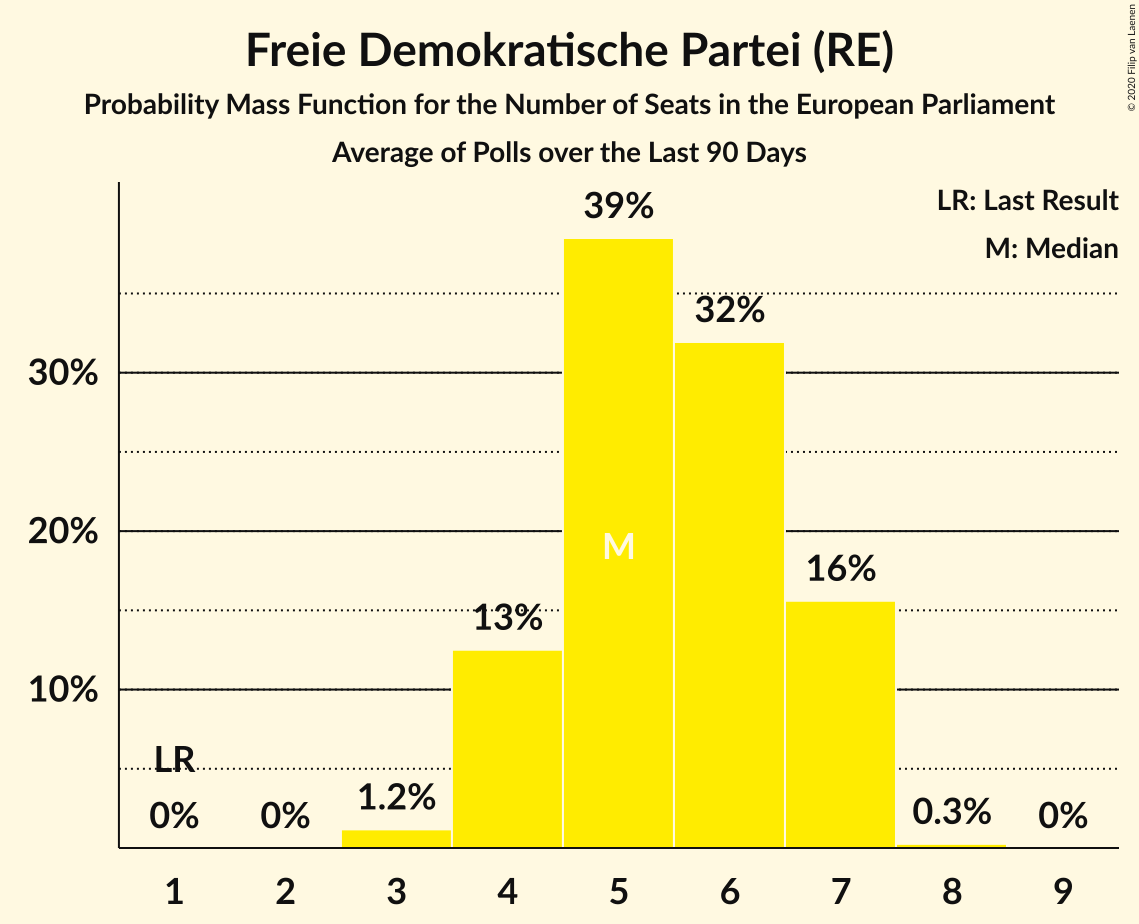 Freie Demokratische Partei (RE)
Probability Mass Function for the Number of Seats in the European Parliament
Average of Polls over the Last 90 Days
© 2020 Filip van Laenen
LR: Last Result
M: Median
39%
32%
30%
20%
M
16%
13%
10%
LR
0%
0%
1.2%
0.3%
0%
1 2 3 4 5 6 7 8 9